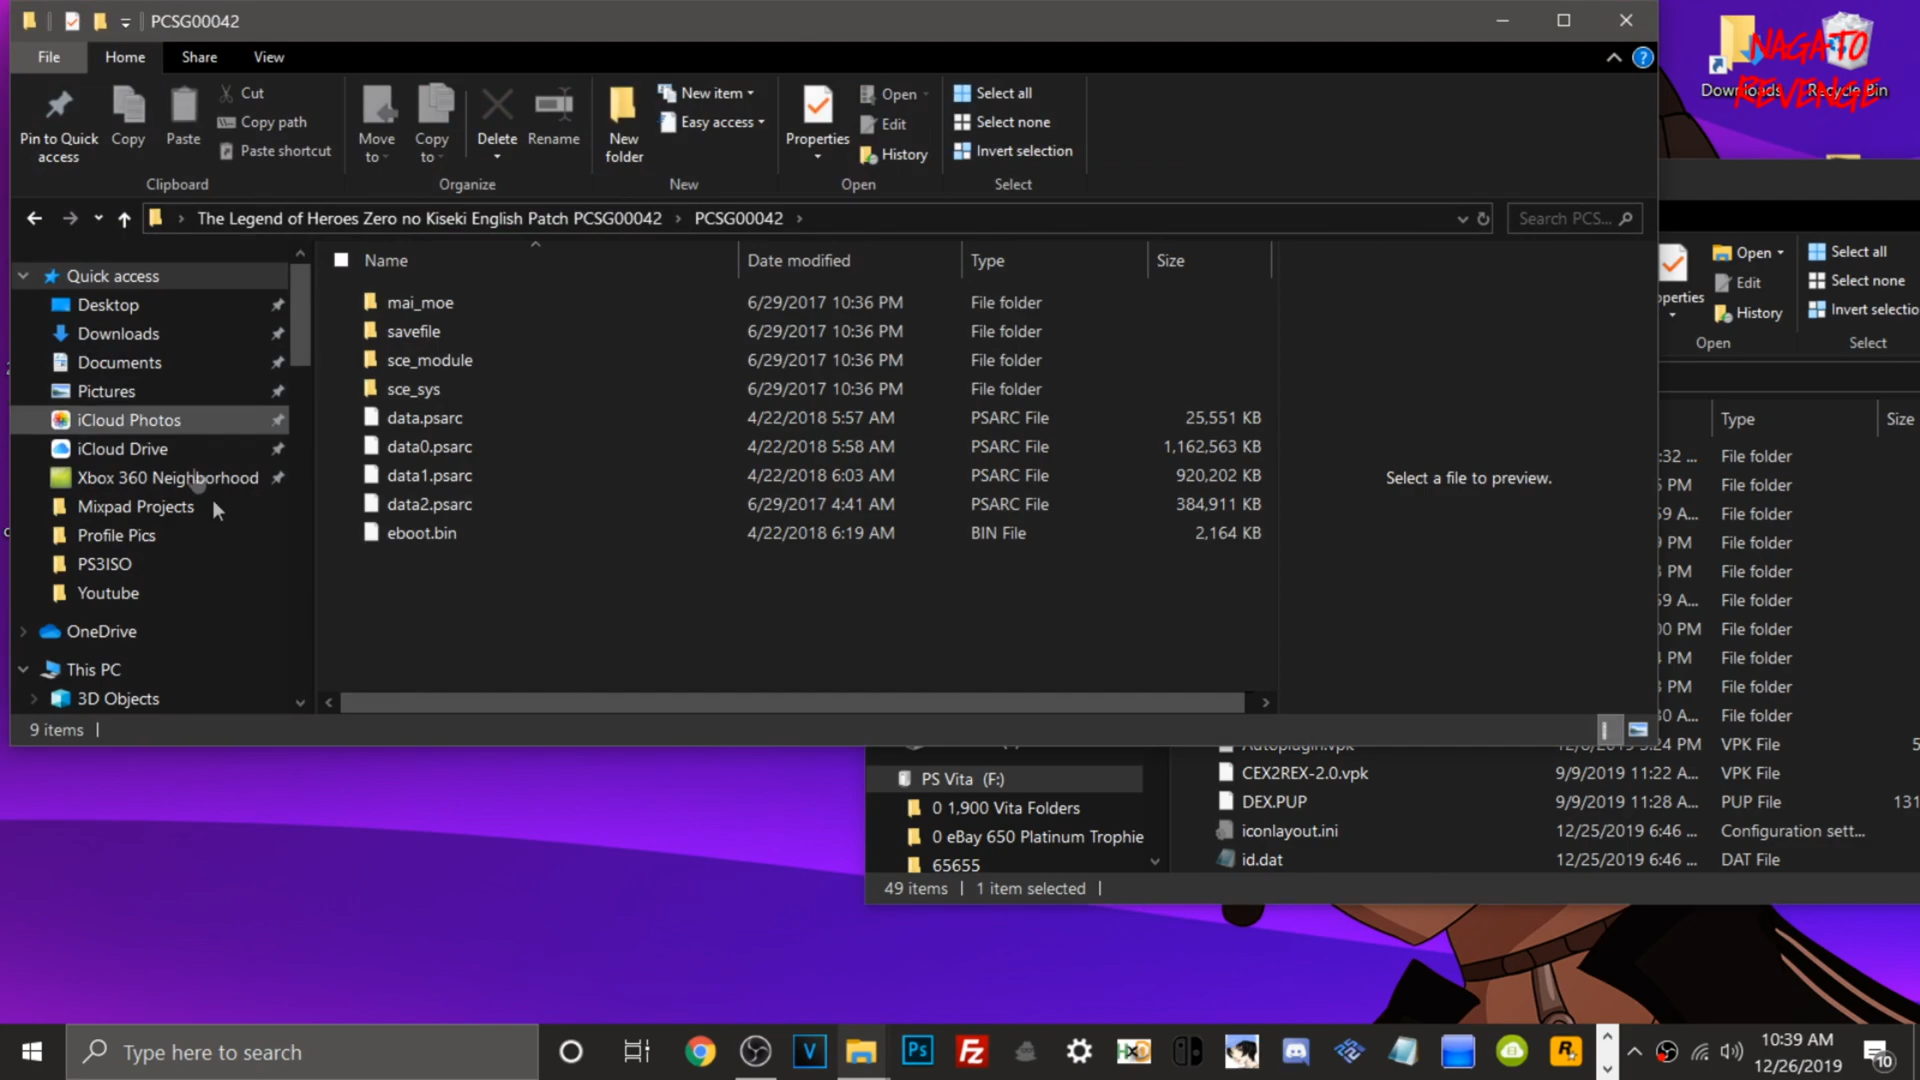 PCSG00042
File
Home
Share
View
Pin to Quick access
Copy
Paste
Cut
Copy path
Paste shortcut
Clipboard
Move to
Copy to
Delete
Rename
Organize
New folder
New item
Easy access
New
Properties
Open
Edit
History
Open
Select all
Select none
Invert selection
Select
The Legend of Heroes Zero no Kiseki English Patch PCSG00042
PCSG00042
Search PCS...
Quick access
Desktop
Downloads
Documents
Pictures
iCloud Photos
iCloud Drive
Xbox 360 Neighborhood
Mixpad Projects
Profile Pics
PS3ISO
Youtube
OneDrive
This PC
3D Objects
Name Date modified Type Size
mai_moe 6/29/2017 10:36 PM File folder
savefile 6/29/2017 10:36 PM File folder
sce_module 6/29/2017 10:36 PM File folder
sce_sys 6/29/2017 10:36 PM File folder
data.psarc 4/22/2018 5:57 AM PSARC File 25,551 KB
data0.psarc 4/22/2018 5:58 AM PSARC File 1,162,563 KB
data1.psarc 4/22/2018 6:03 AM PSARC File 920,202 KB
data2.psarc 6/29/2017 4:41 AM PSARC File 384,911 KB
eboot.bin 4/22/2018 6:19 AM BIN File 2,164 KB
Select a file to preview.
9 items
Downloads
Recycle Bin
NAGATO
REVENGE
Open
Edit
History
Open
Select all
Select none
Select
Type Size
File folder
File folder
File folder
File folder
File folder
File folder
PM File folder
PM File folder
PM File folder
File folder
Autoplugin.vpk PM VPK File
CEX2REX-2.0.vpk 9/9/2019 11:22 A... VPK File
DEX.PUP 9/9/2019 11:28 A... PUP File
iconlayout.ini 12/25/2019 6:46 ... Configuration sett...
id.dat 12/25/2019 6:46 ... DAT File
PS Vita (F:)
0 1,900 Vita Folders
0 eBay 650 Platinum Trophie
65655
49 items 1 item selected
Type here to search
10:39 AM
12/26/2019
10